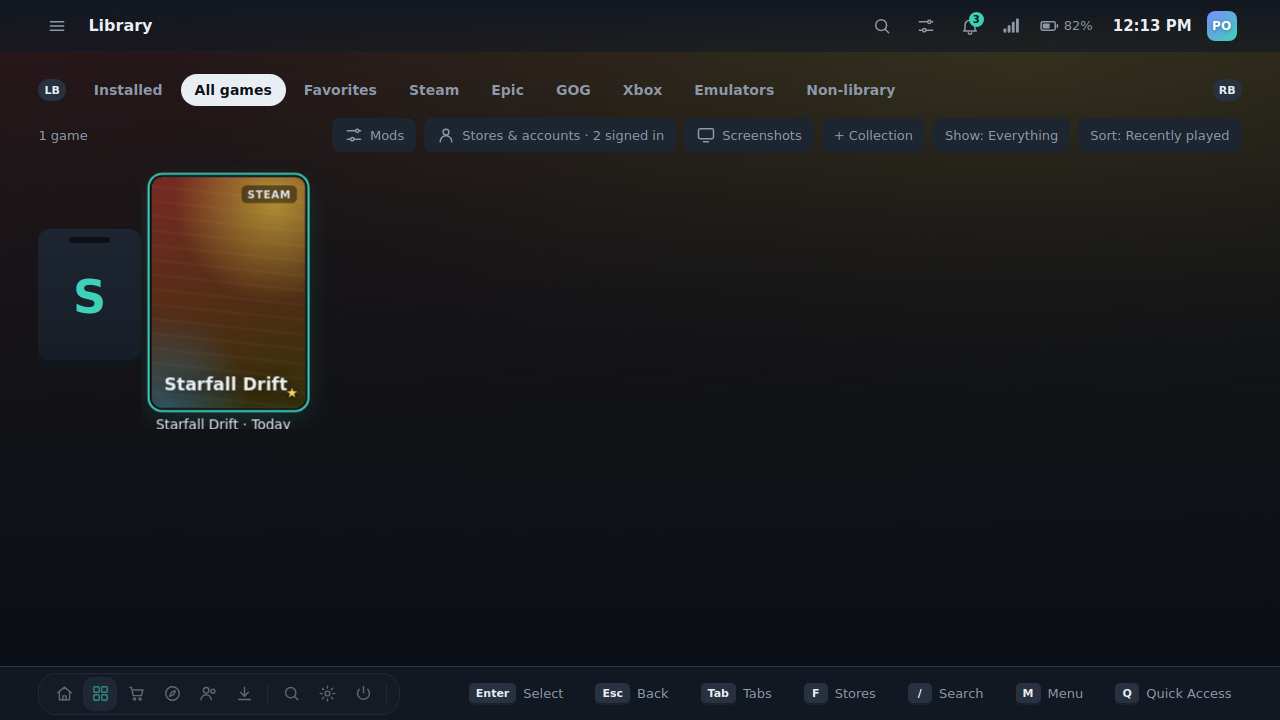 Library
3
82%
12:13 PM
PO
LB
Installed
All games
Favorites
Steam
Epic
GOG
Xbox
Emulators
Non-library
RB
1 game
Mods
Stores & accounts · 2 signed in
Screenshots
+ Collection
Show: Everything
Sort: Recently played
S
STEAM
Starfall Drift
Starfall Drift · Today
Enter Select
Esc Back
Tab Tabs
F Stores
/ Search
M Menu
Q Quick Access